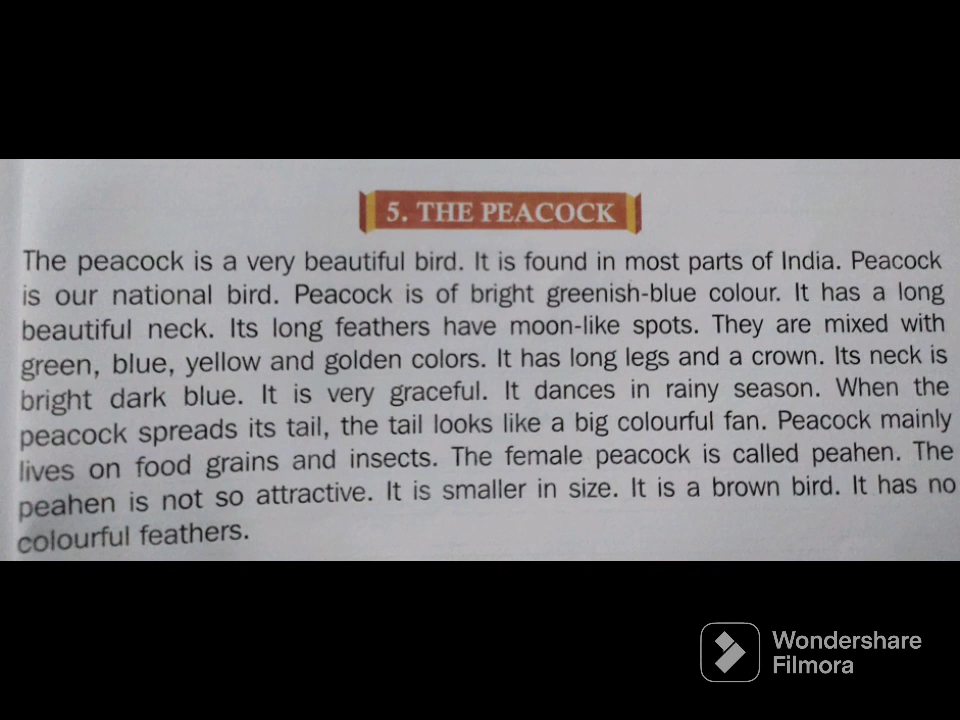 5. THE PEACOCK
The peacock is a very beautiful bird. It is found in most parts of India. Peacock
is our national bird. Peacock is of bright greenish-blue colour. It has a long
beautiful neck. Its long feathers have moon-like spots. They are mixed with
green, blue, yellow and golden colors. It has long legs and a crown. Its neck is
bright dark blue. It is very graceful. It dances in rainy season. When the
peacock spreads its tail, the tail looks like a big colourful fan. Peacock mainly
lives on food grains and insects. The female peacock is called peahen. The
peahen is not so attractive. It is smaller in size. It is a brown bird. It has no
colourful feathers.
Wondershare
Filmora